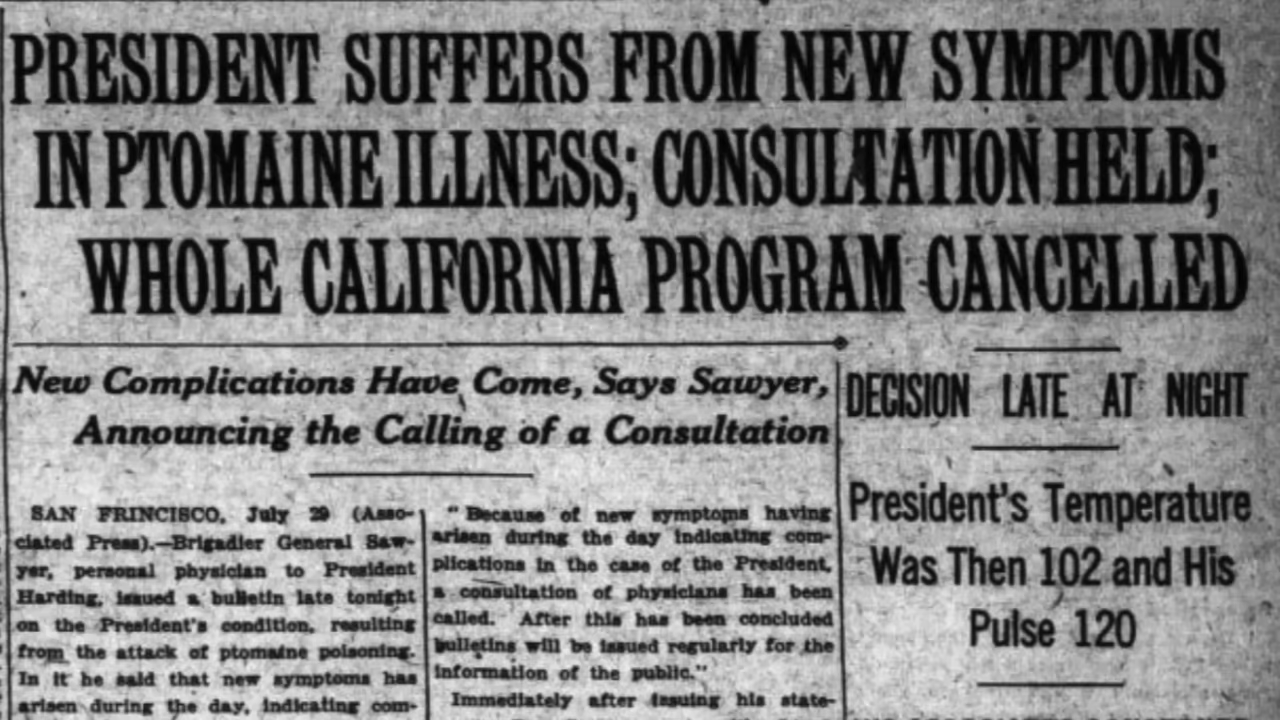 PRESIDENT SUFFERS FROM NEW SYMPTOMS
IN PTOMAINE ILLNESS; CONSULTATION HELD;
WHOLE CALIFORNIA PROGRAM CANCELLED
New Complications Have Come, Says Sawyer,
Announcing the Calling of a Consultation
SAN FRINCISCO, July 29 (Asso-
ciated Press).—Brigadier General Saw-
yer, personal physician to President
Harding, issued a bulletin late tonight
on the President's condition, resulting
from the attack of ptomaine poisoning.
In it he said that new symptoms has
arisen during the day, indicating com-
"Because of new symptoms having
arisen during the day indicating com-
plications in the case of the President,
a consultation of physicians has been
called. After this has been concluded
bulletins will be issued regularly for the
information of the public."
Immediately after issuing his state-
DECISION LATE AT NIGHT
President's Temperature
Was Then 102 and His
Pulse 120